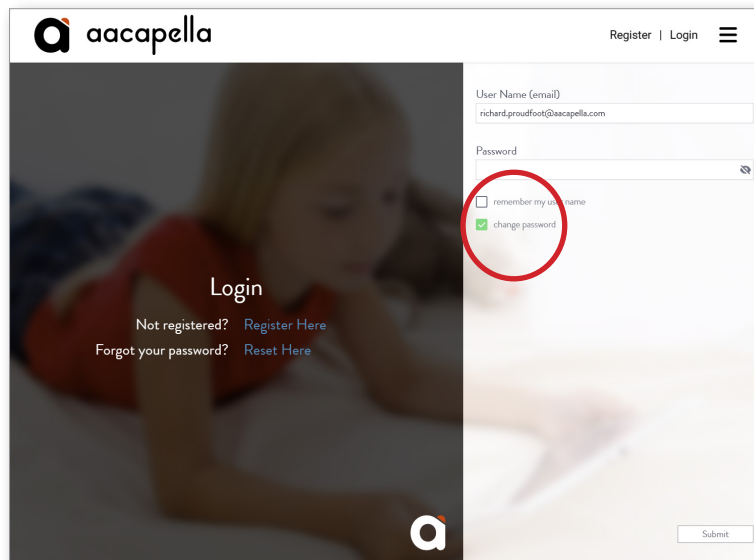 aacapella
Register | Login
User Name (email)
richard.proudfoot@aacapella.com
Password
remember my user name
change password
Login
Not registered? Register Here
Forgot your password? Reset Here
Submit